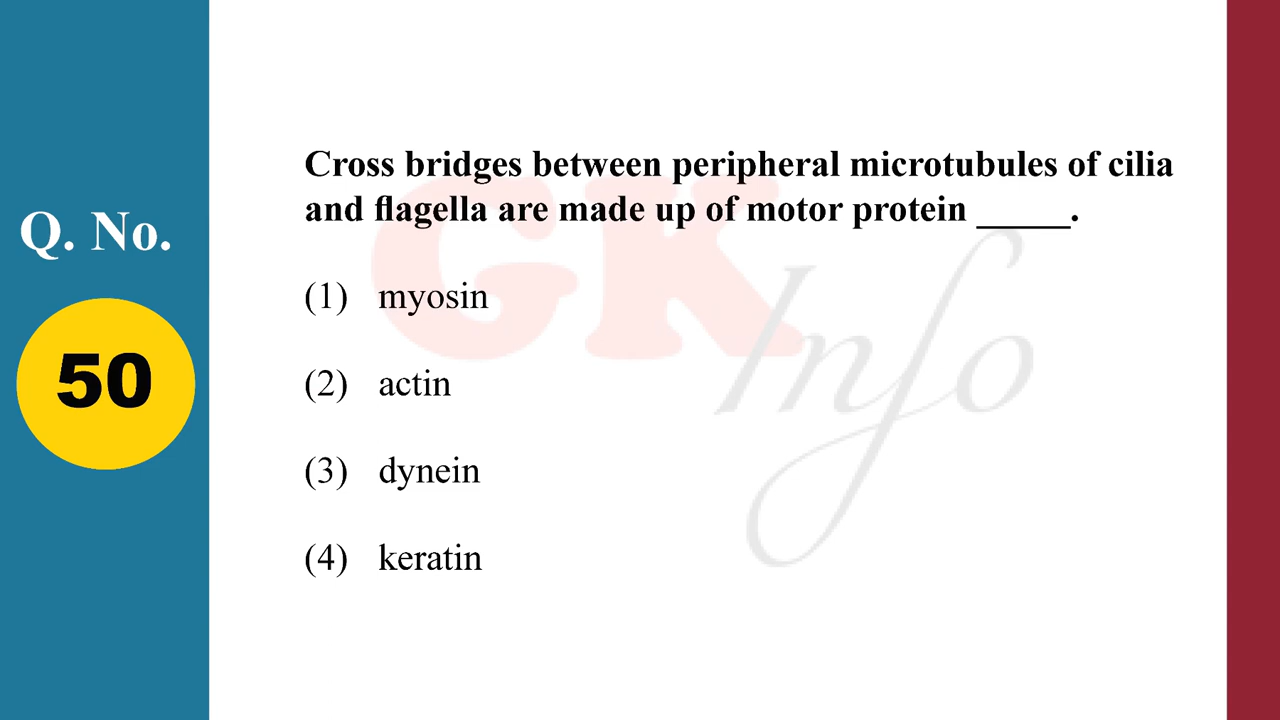 Q. No.
50
Cross bridges between peripheral microtubules of cilia
and flagella are made up of motor protein _____.
(1) myosin
(2) actin
(3) dynein
(4) keratin
GK
Info